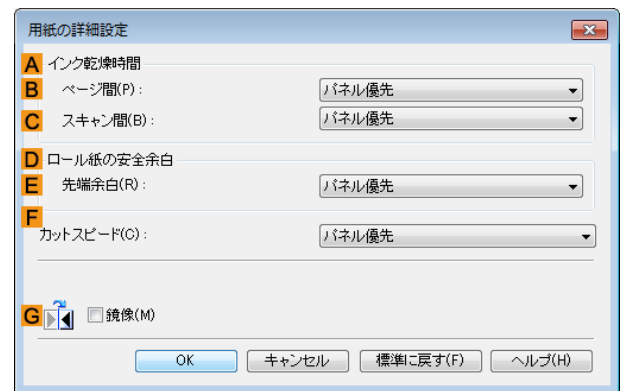 用紙の詳細設定
A インク乾燥時間
B ページ間(P): パネル優先
C スキャン間(B): パネル優先
D ロール紙の安全余白
E 先端余白(R): パネル優先
F
カットスピード(C): パネル優先
G 鏡像(M)
OK キャンセル 標準に戻す(F) ヘルプ(H)